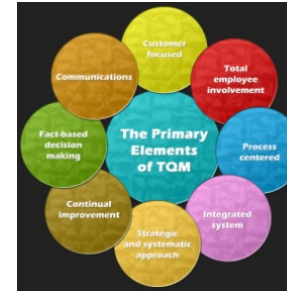 The Primary
Elements
of TQM
Customer
focused
Total
employee
involvement
Process
centered
Integrated
system
Strategic
and systematic
approach
Continual
improvement
Fact-based
decision
making
Communications